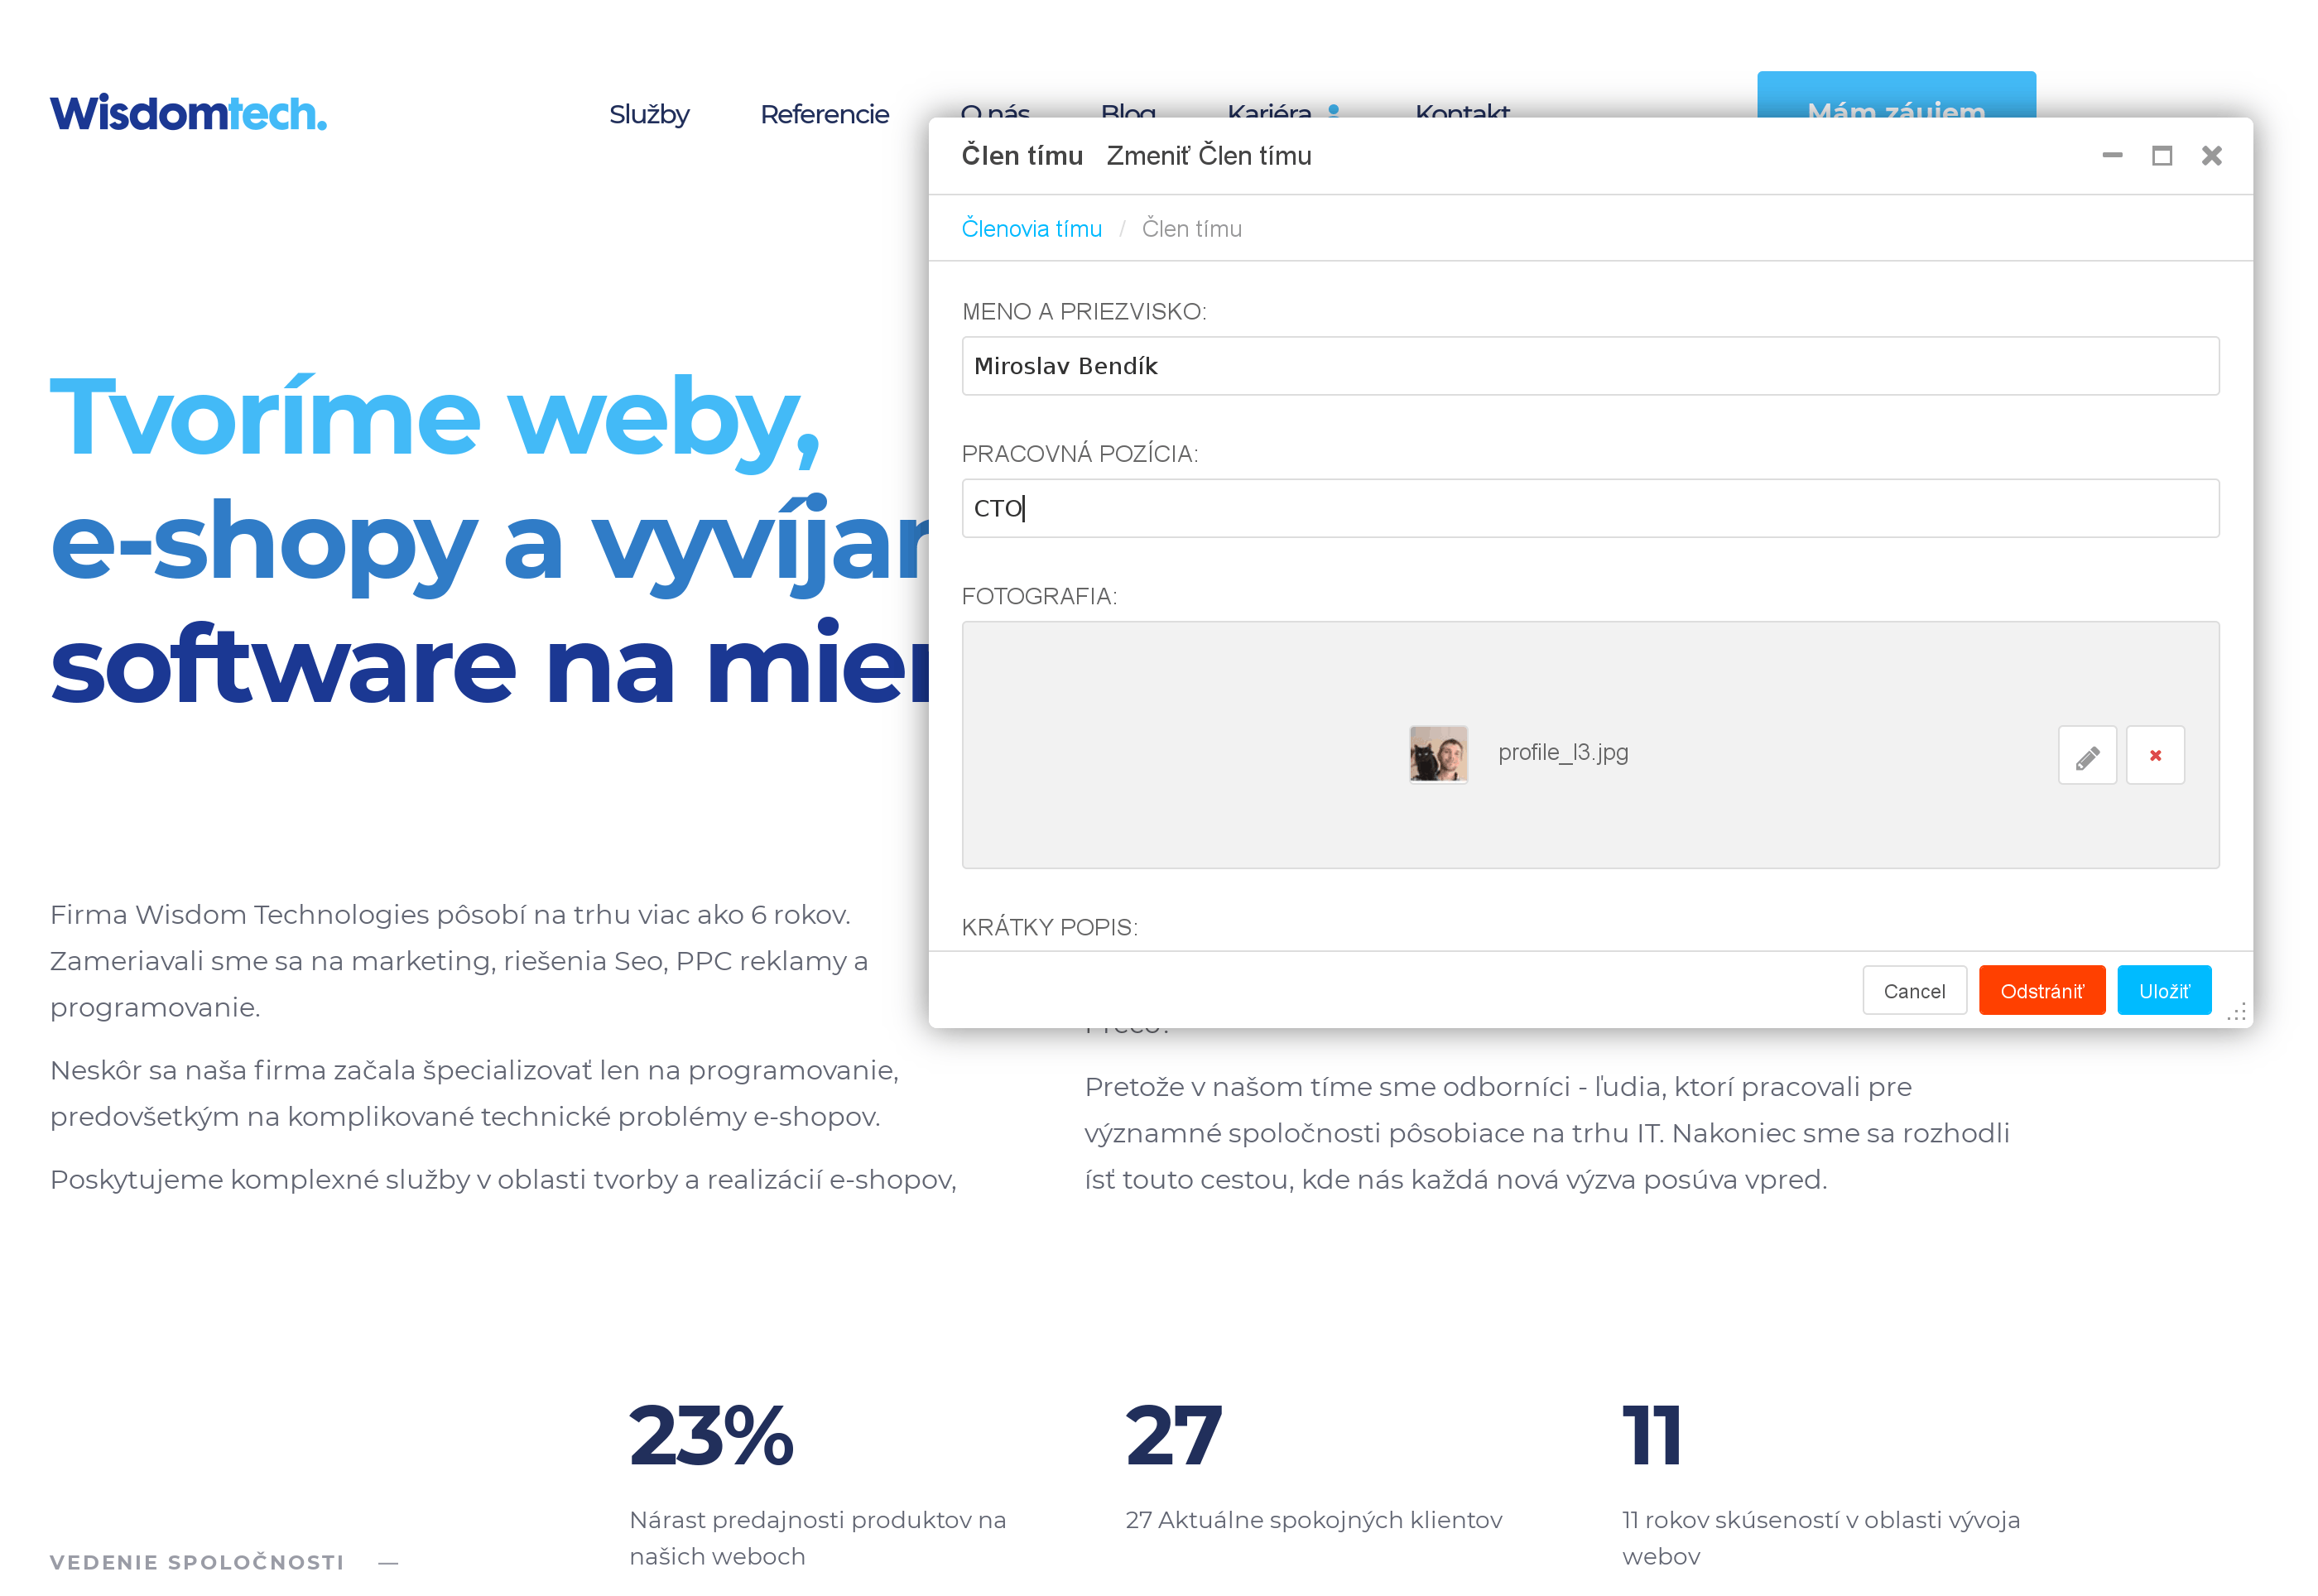 Wisdomtech.
Služby Referencie O nás Blog Kariéra Kontakt
Mám záujem
Tvoríme weby,
e-shopy a vyvíjar
software na mier
Člen tímu Zmeniť Člen tímu
Členovia tímu / Člen tímu
MENO A PRIEZVISKO:
Miroslav Bendík
PRACOVNÁ POZÍCIA:
CTO
FOTOGRAFIA:
profile_l3.jpg
KRÁTKY POPIS:
Cancel Odstrániť Uložiť
Firma Wisdom Technologies pôsobí na trhu viac ako 6 rokov.
Zameriavali sme sa na marketing, riešenia Seo, PPC reklamy a
programovanie.
Neskôr sa naša firma začala špecializovať len na programovanie,
predovšetkým na komplikované technické problémy e-shopov.
Poskytujeme komplexné služby v oblasti tvorby a realizácií e-shopov,
Prečo?
Pretože v našom tíme sme odborníci - ľudia, ktorí pracovali pre
významné spoločnosti pôsobiace na trhu IT. Nakoniec sme sa rozhodli
ísť touto cestou, kde nás každá nová výzva posúva vpred.
VEDENIE SPOLOČNOSTI —
23%
Nárast predajnosti produktov na
našich weboch
27
27 Aktuálne spokojných klientov
11
11 rokov skúseností v oblasti vývoja
webov